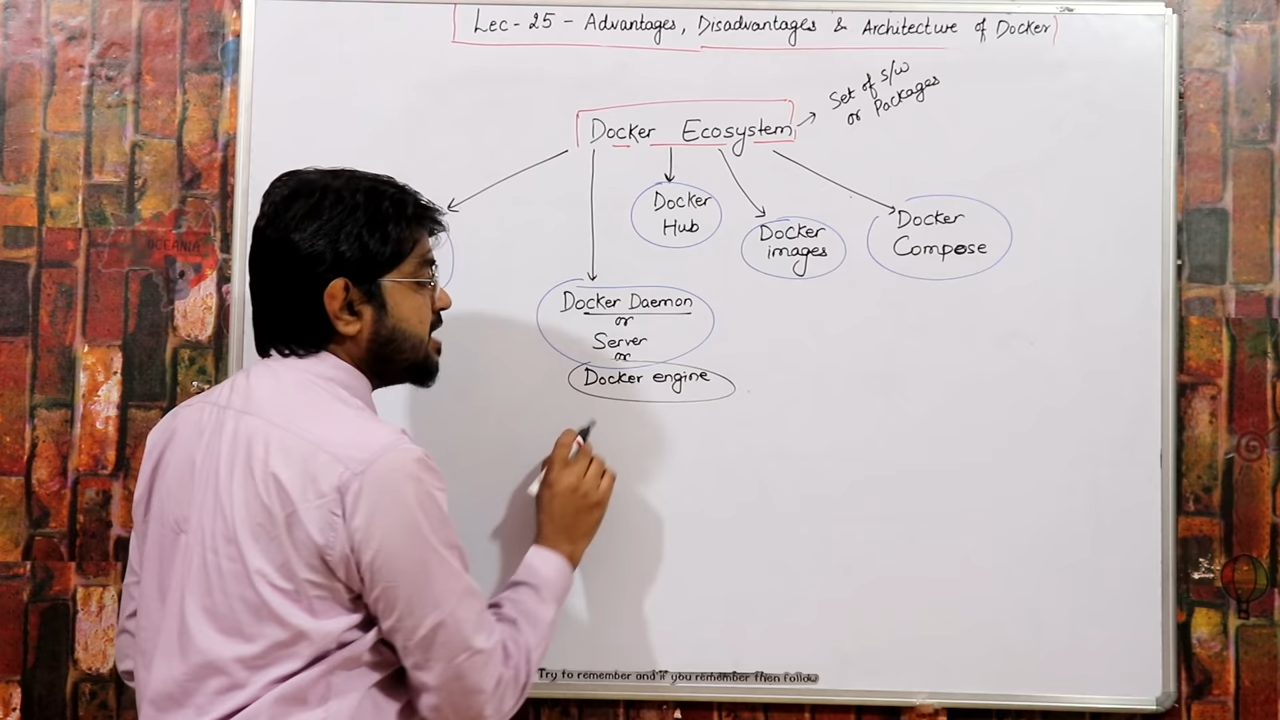 Lec-25 - Advantages, Disadvantages & Architecture of Docker
Set of s/w
or Packages
Docker Ecosystem
Docker
Hub
Docker
images
Docker
Compose
Docker Daemon
or
Server
or
Docker engine
OCEANIA
Try to remember and if you remember then follow